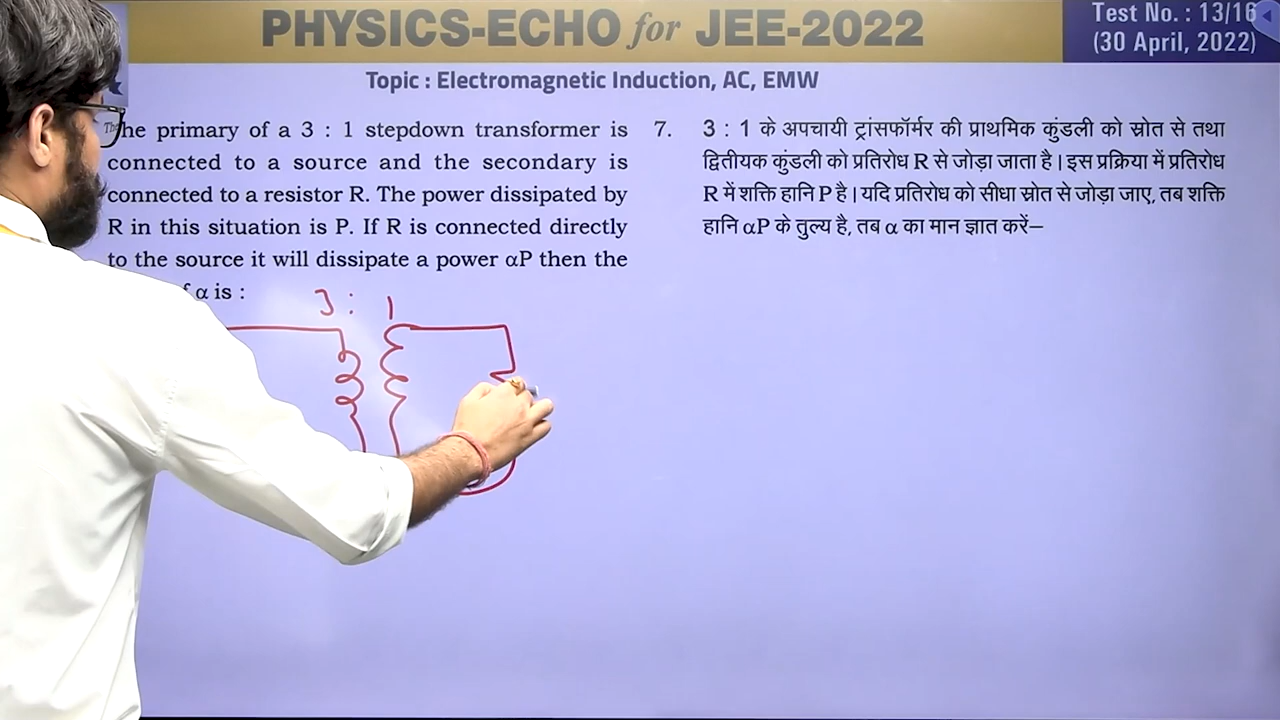 PHYSICS-ECHO for JEE-2022
Test No. : 13/16
(30 April, 2022)
Topic : Electromagnetic Induction, AC, EMW
he primary of a 3 : 1 stepdown transformer is
connected to a source and the secondary is
connected to a resistor R. The power dissipated by
R in this situation is P. If R is connected directly
to the source it will dissipate a power αP then the
α is :
3 : 1
7. 3 : 1 के अपचायी ट्रांसफॉर्मर की प्राथमिक कुंडली को स्रोत से तथा
द्वितीयक कुंडली को प्रतिरोध R से जोड़ा जाता है। इस प्रक्रिया में प्रतिरोध
R में शक्ति हानि P है। यदि प्रतिरोध को सीधा स्रोत से जोड़ा जाए, तब शक्ति
हानि αP के तुल्य है, तब α का मान ज्ञात करें–